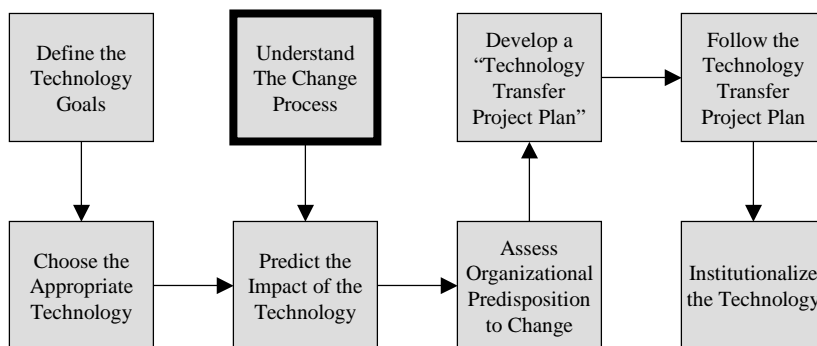 Define the
Technology
Goals
Understand
The Change
Process
Develop a
“Technology
Transfer
Project Plan”
Follow the
Technology
Transfer
Project Plan
Choose the
Appropriate
Technology
Predict the
Impact of the
Technology
Assess
Organizational
Predisposition
to Change
Institutionalize
the Technology